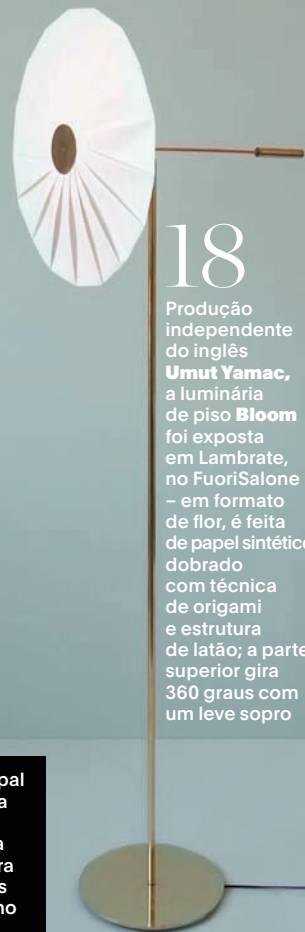 18
Produção
independente
do inglês
Umut Yamac,
a luminária
de piso Bloom
foi exposta
em Lambrate,
no FuoriSalone
– em formato
de flor, é feita
de papel sintético
dobrado
com técnica
de origami
e estrutura
de latão; a parte
superior gira
360 graus com
um leve sopro